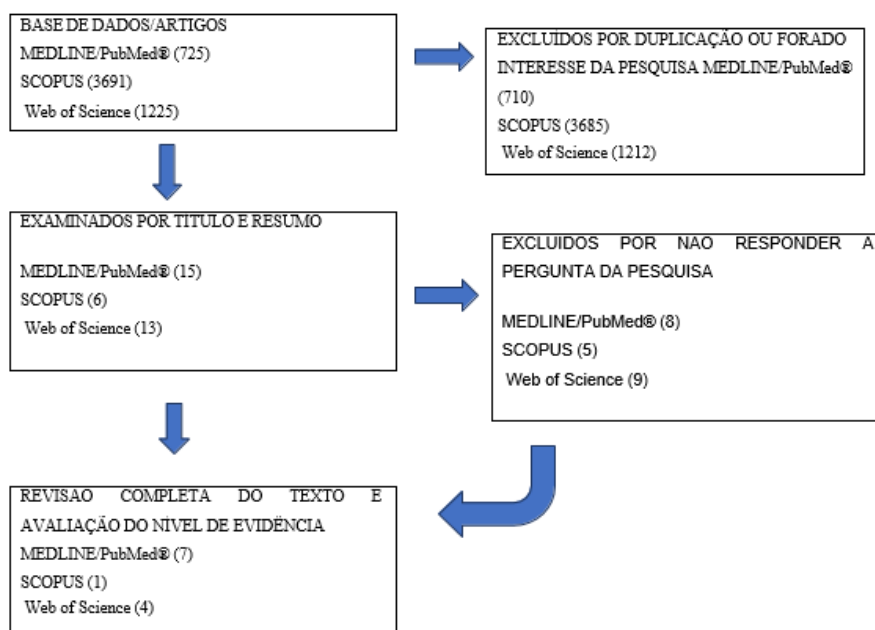 BASE DE DADOS/ARTIGOS
MEDLINE/PubMed® (725)
SCOPUS (3691)
Web of Science (1225)
EXCLUÍDOS POR DUPLICAÇÃO OU FORADO
INTERESSE DA PESQUISA MEDLINE/PubMed®
(710)
SCOPUS (3685)
Web of Science (1212)
EXAMINADOS POR TITULO E RESUMO
MEDLINE/PubMed® (15)
SCOPUS (6)
Web of Science (13)
EXCLUIDOS POR NAO RESPONDER A
PERGUNTA DA PESQUISA
MEDLINE/PubMed® (8)
SCOPUS (5)
Web of Science (9)
REVISAO COMPLETA DO TEXTO E
AVALIAÇÃO DO NÍVEL DE EVIDÊNCIA
MEDLINE/PubMed® (7)
SCOPUS (1)
Web of Science (4)